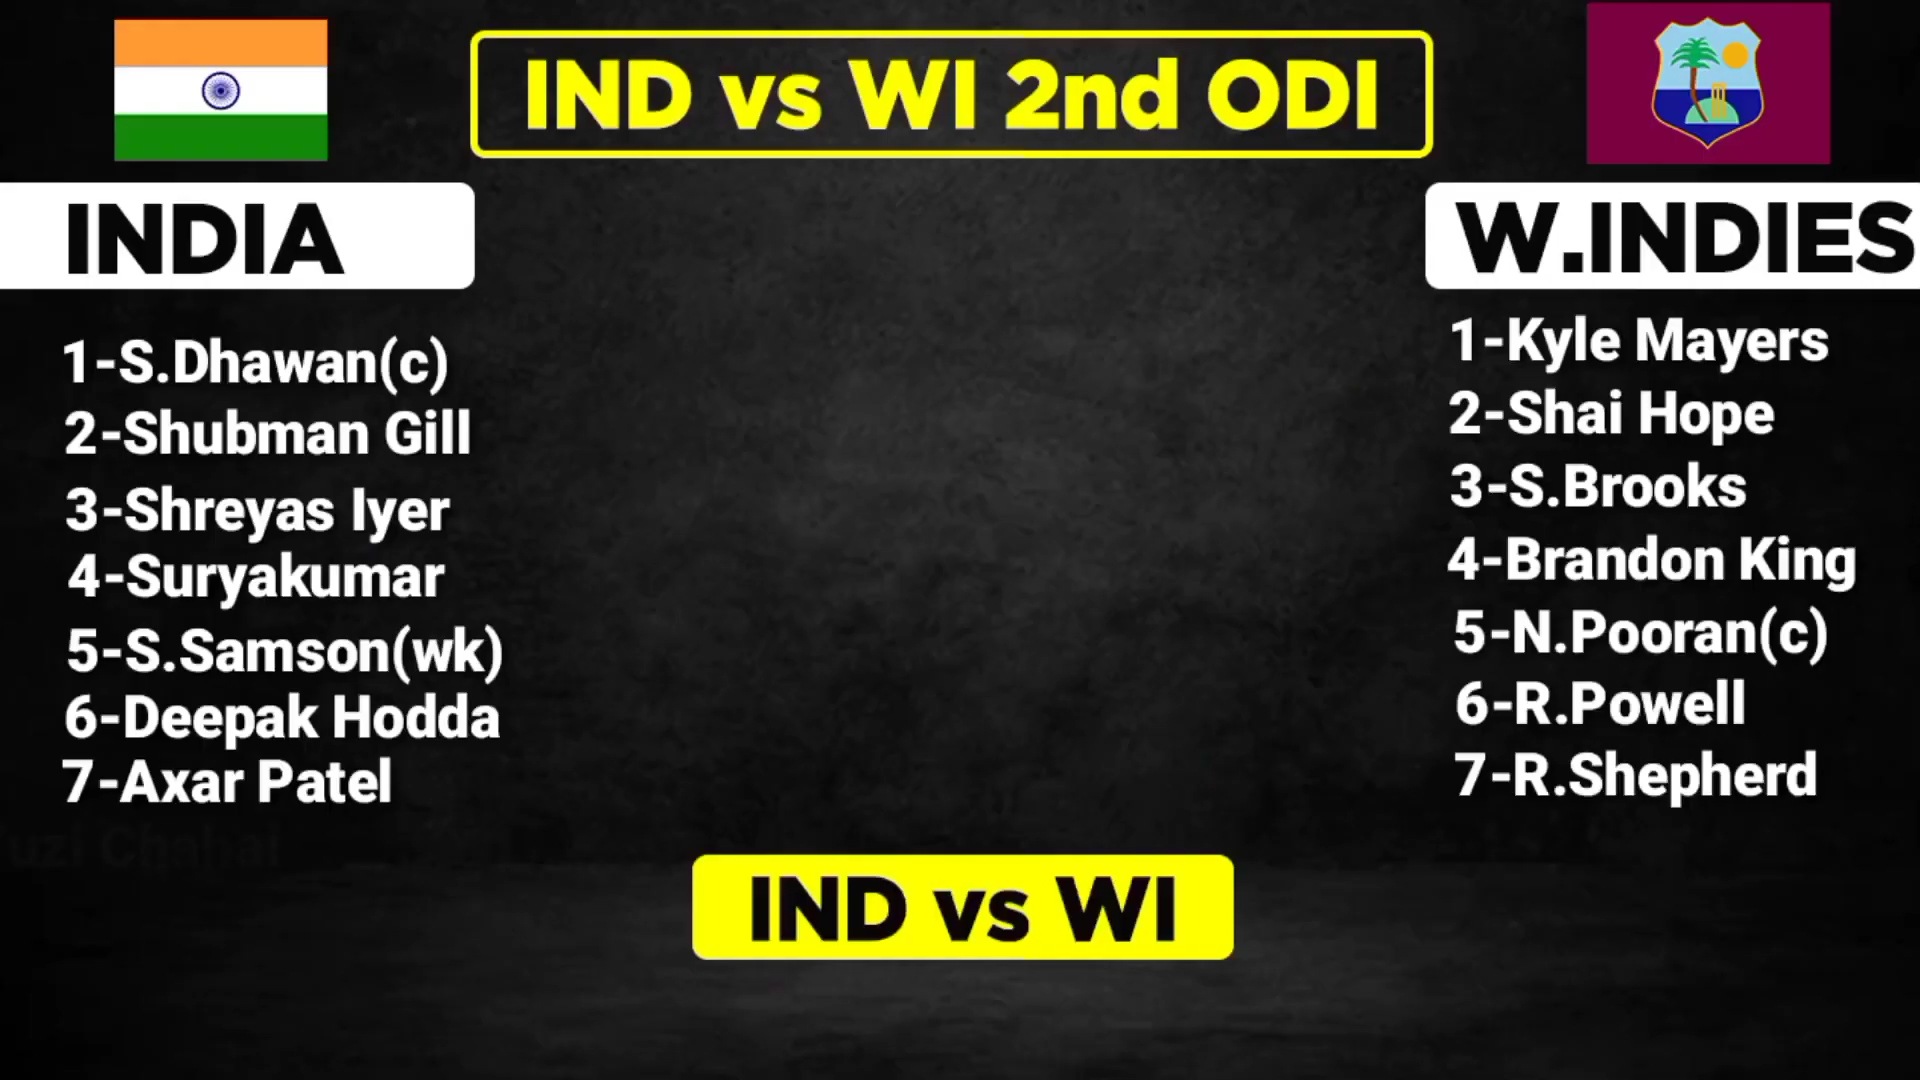 IND vs WI 2nd ODI
INDIA
1-S.Dhawan(c)
2-Shubman Gill
3-Shreyas Iyer
4-Suryakumar
5-S.Samson(wk)
6-Deepak Hodda
7-Axar Patel
W.INDIES
1-Kyle Mayers
2-Shai Hope
3-S.Brooks
4-Brandon King
5-N.Pooran(c)
6-R.Powell
7-R.Shepherd
IND vs WI